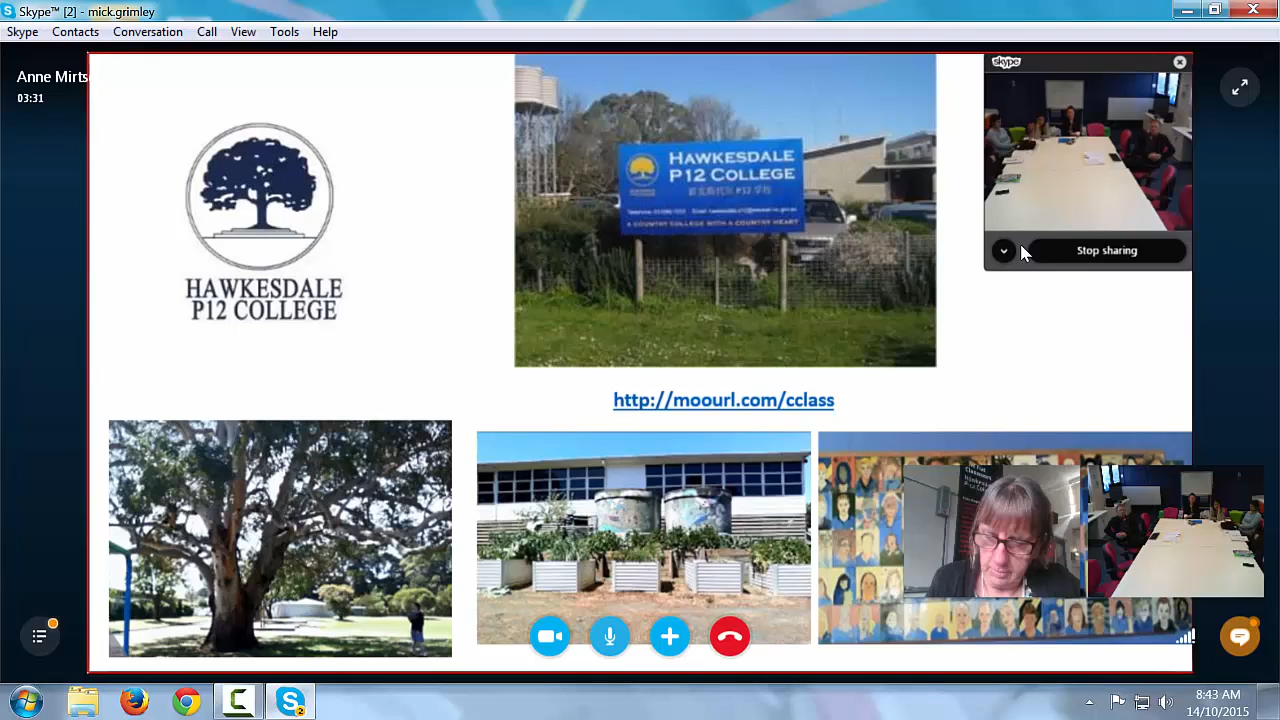 Skype™ [2] - mick.grimley
Skype Contacts Conversation Call View Tools Help
Anne Mirts
03:31
skype
HAWKESDALE
P12 COLLEGE
A COUNTRY COLLEGE WITH A COUNTRY HEART
Stop sharing
HAWKESDALE
P12 COLLEGE
http://moourl.com/cclass
8:43 AM
14/10/2015